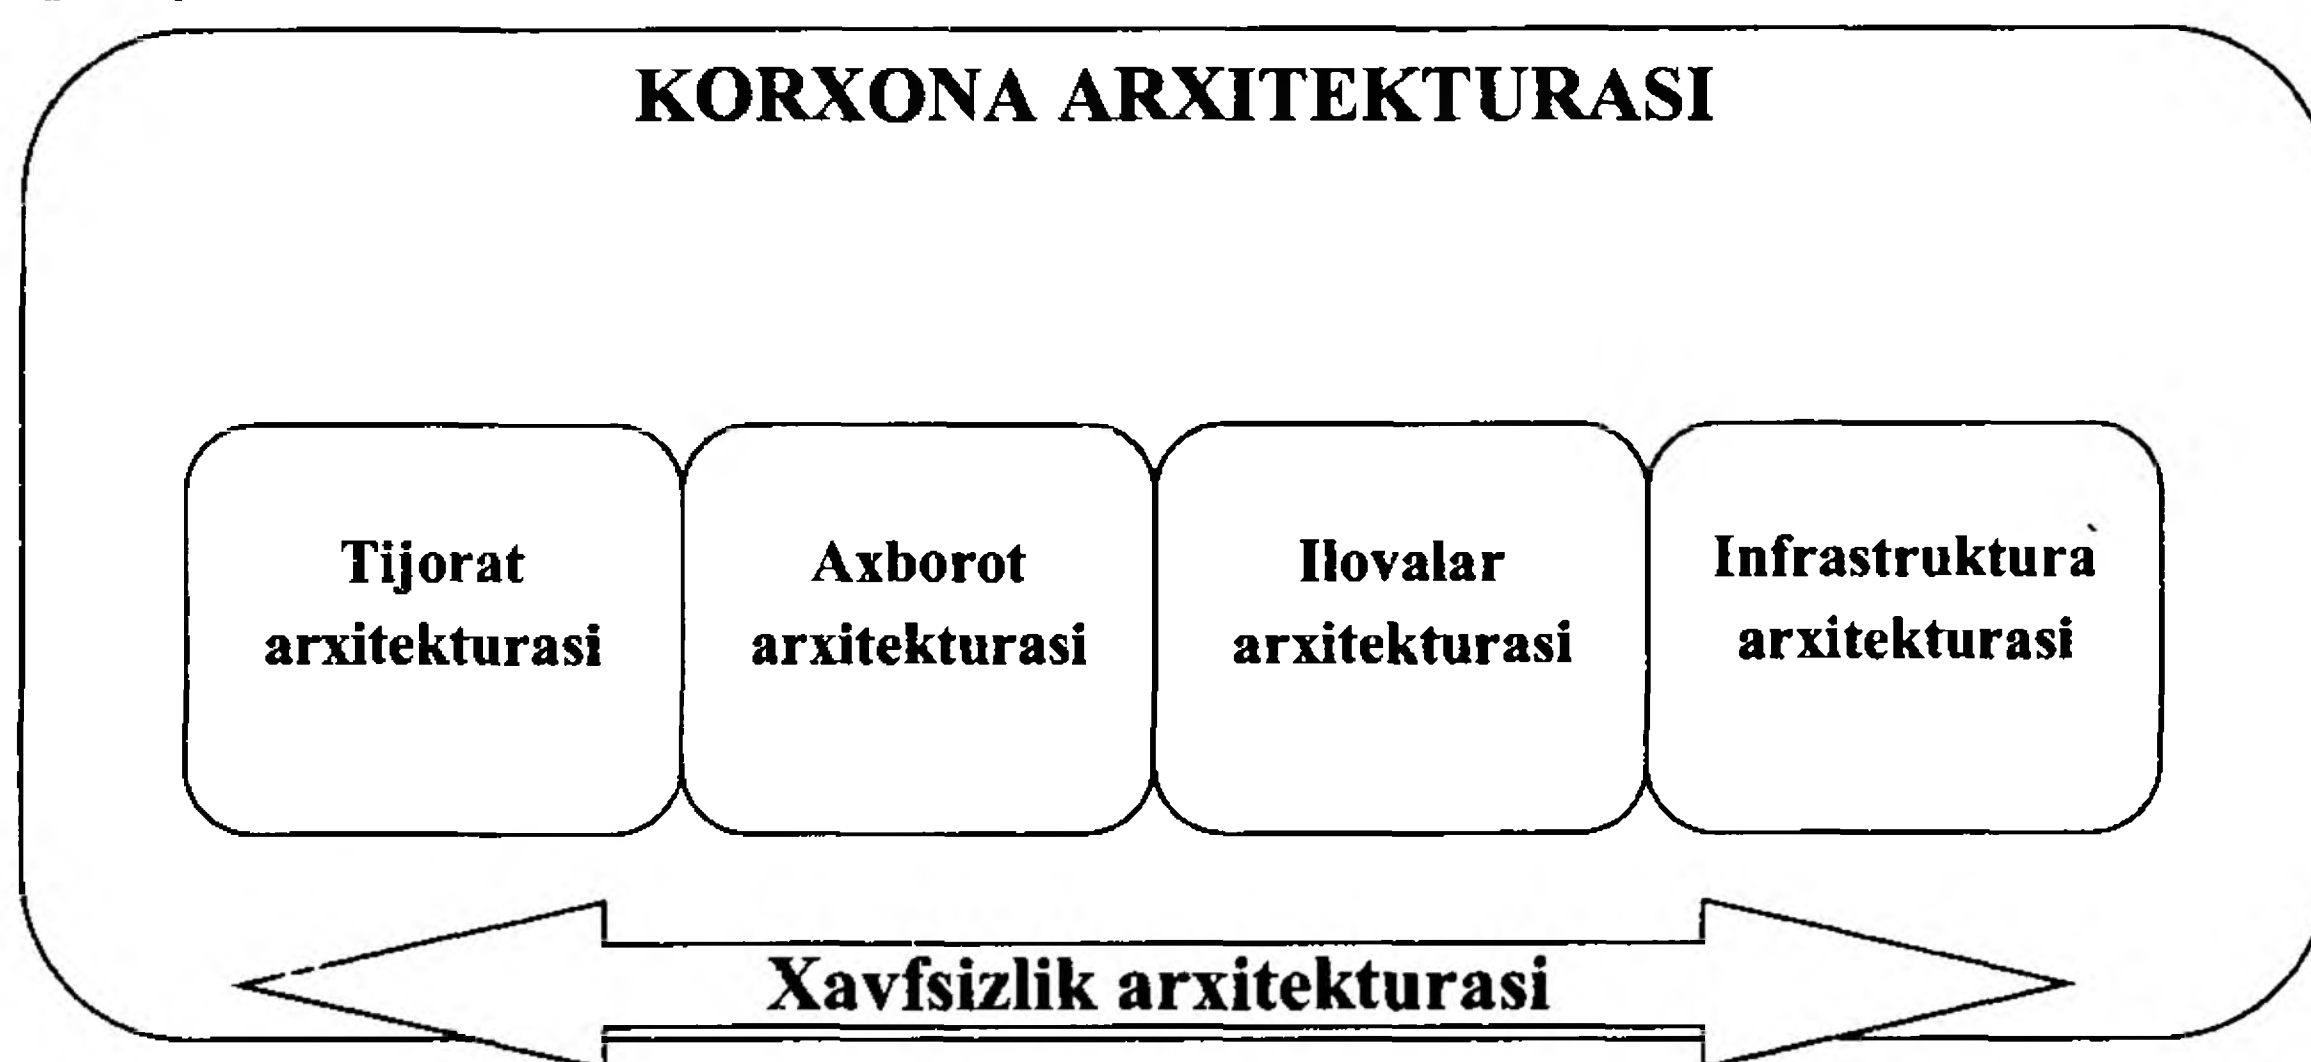 KORXONA ARXITEKTURASI
Tijorat
arxitekturasi
Axborot
arxitekturasi
Ilovalar
arxitekturasi
Infrastruktura
arxitekturasi
Xavfsizlik arxitekturasi